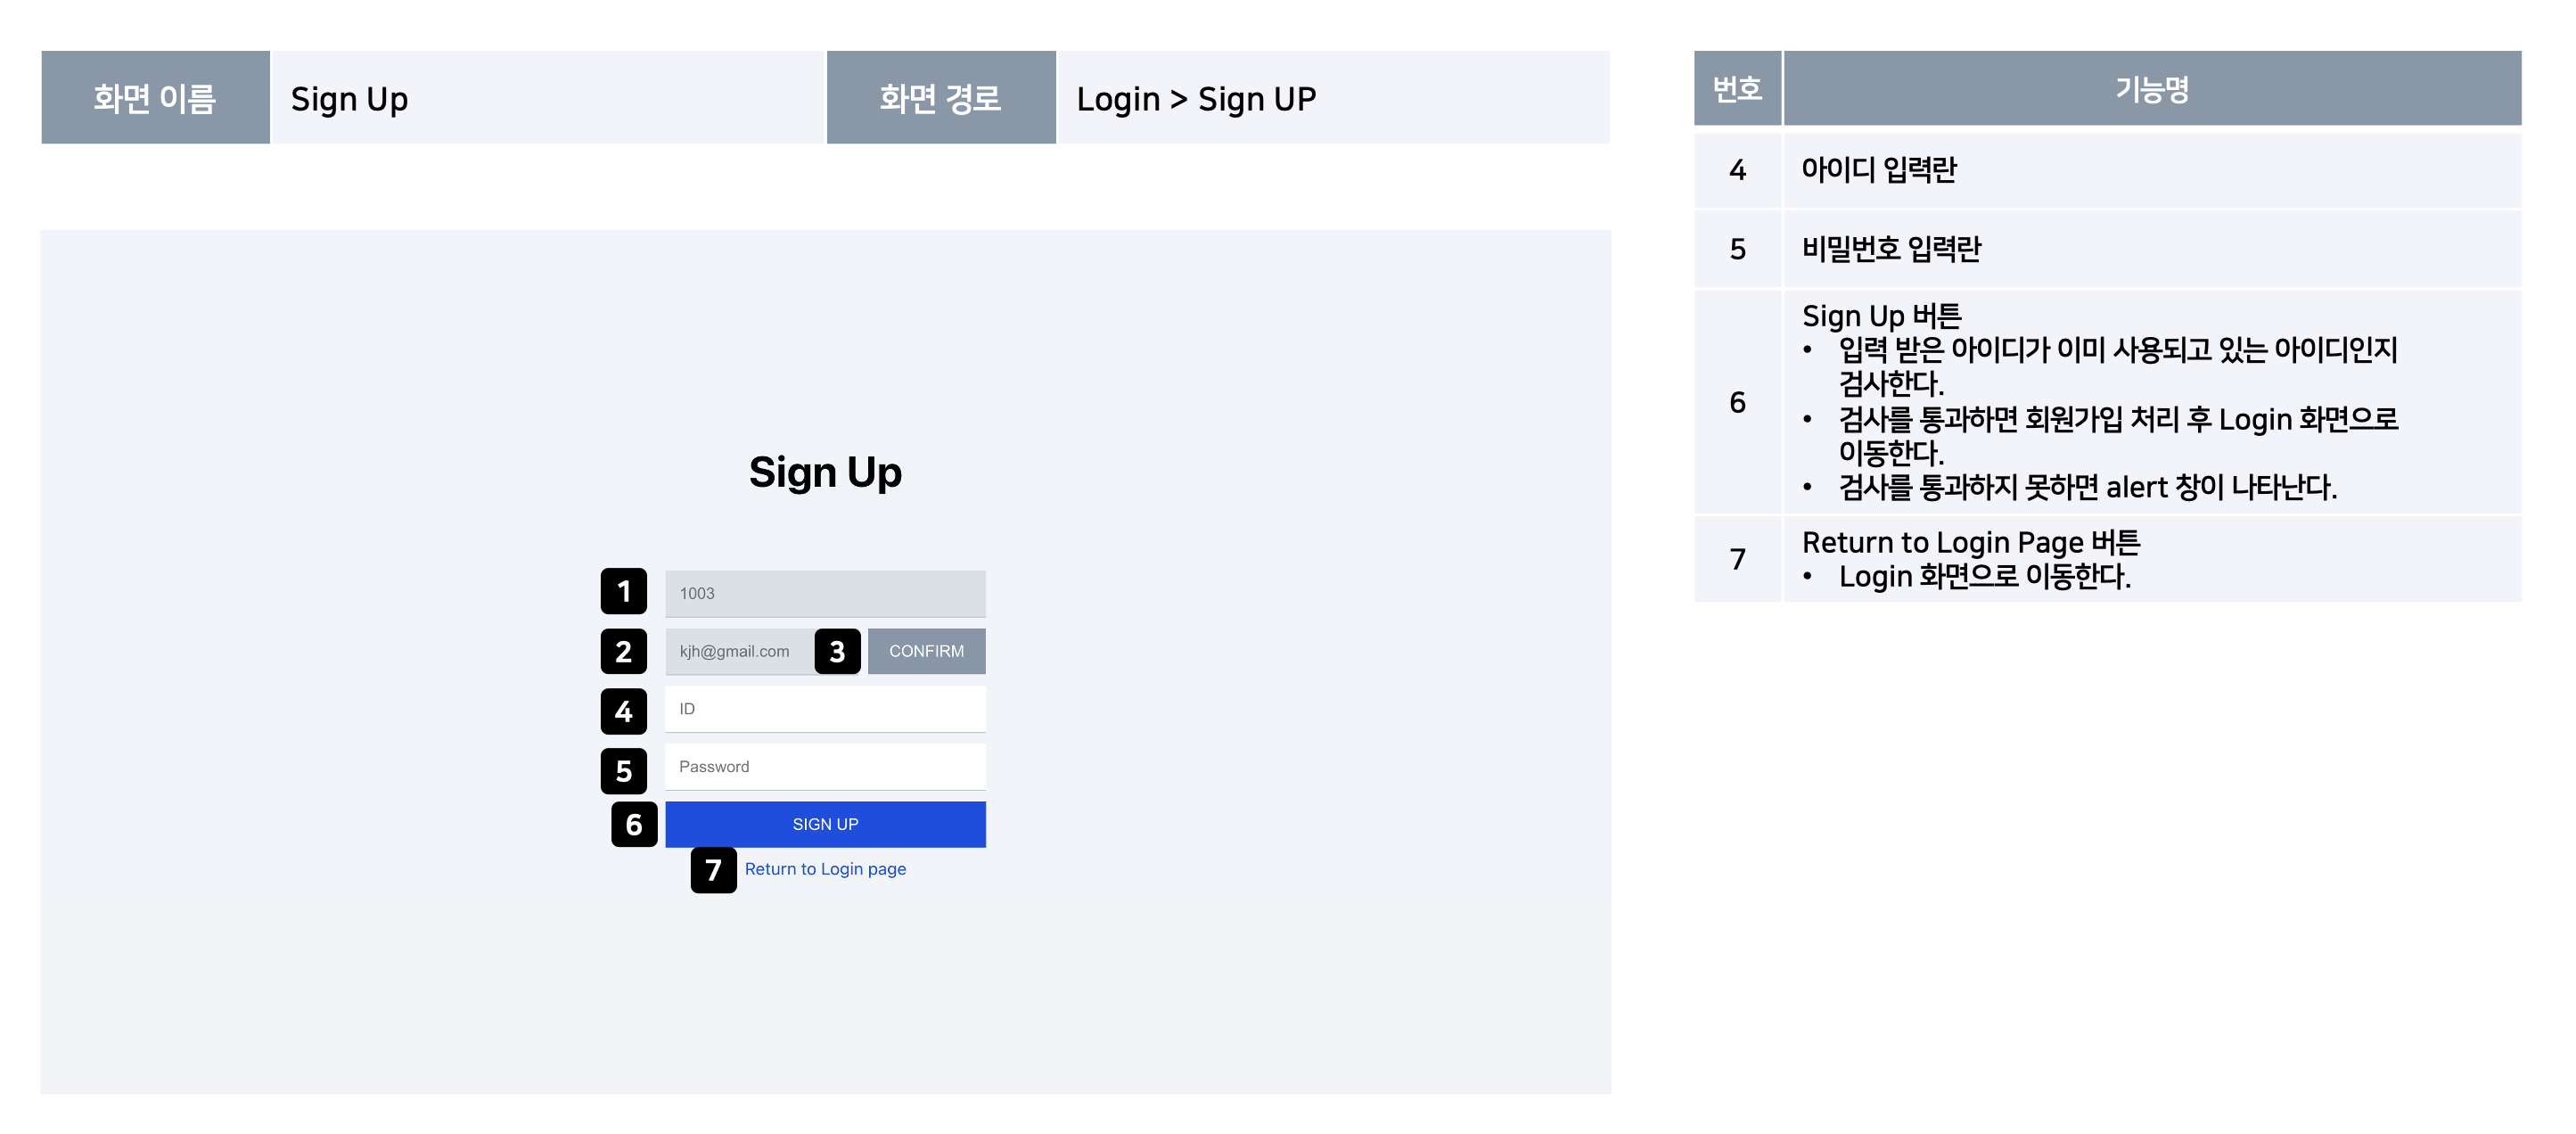 화면 이름
Sign Up
화면 경로
Login > Sign UP
Sign Up
1
1003
2
kjh@gmail.com
3
CONFIRM
4
ID
5
Password
6
SIGN UP
7
Return to Login page
번호
기능명
4
아이디 입력란
5
비밀번호 입력란
6
Sign Up 버튼
• 입력 받은 아이디가 이미 사용되고 있는 아이디인지
검사한다.
• 검사를 통과하면 회원가입 처리 후 Login 화면으로
이동한다.
• 검사를 통과하지 못하면 alert 창이 나타난다.
7
Return to Login Page 버튼
• Login 화면으로 이동한다.